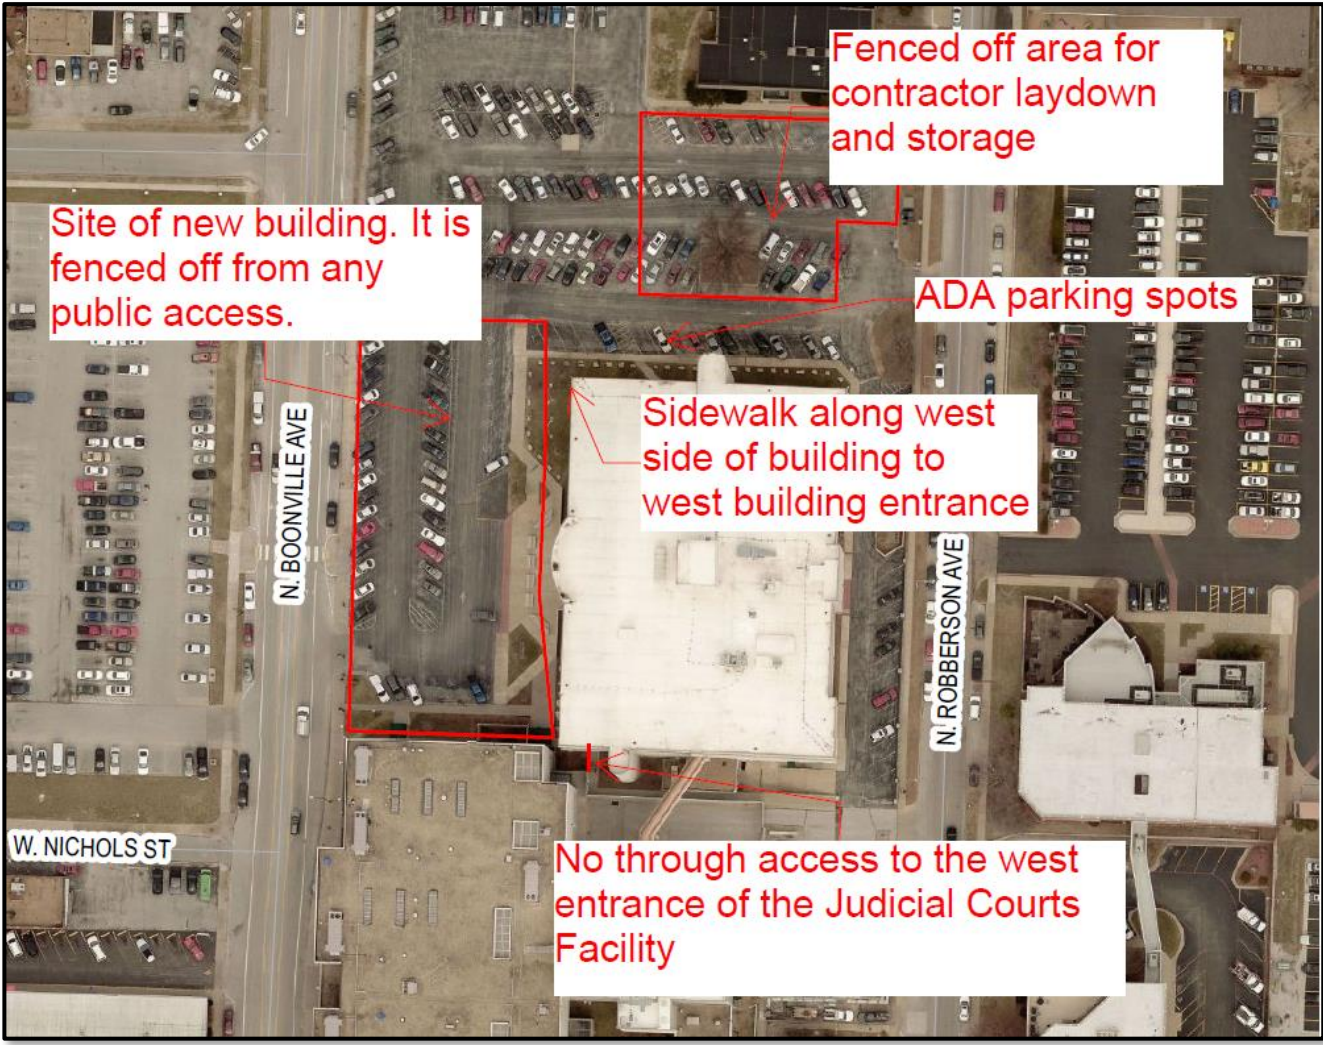 Fenced off area for
contractor laydown
and storage
Site of new building. It is
fenced off from any
public access.
ADA parking spots
Sidewalk along west
side of building to
west building entrance
N. BOONVILLE AVE
N. ROBBERSON AVE
W. NICHOLS ST
No through access to the west
entrance of the Judicial Courts
Facility